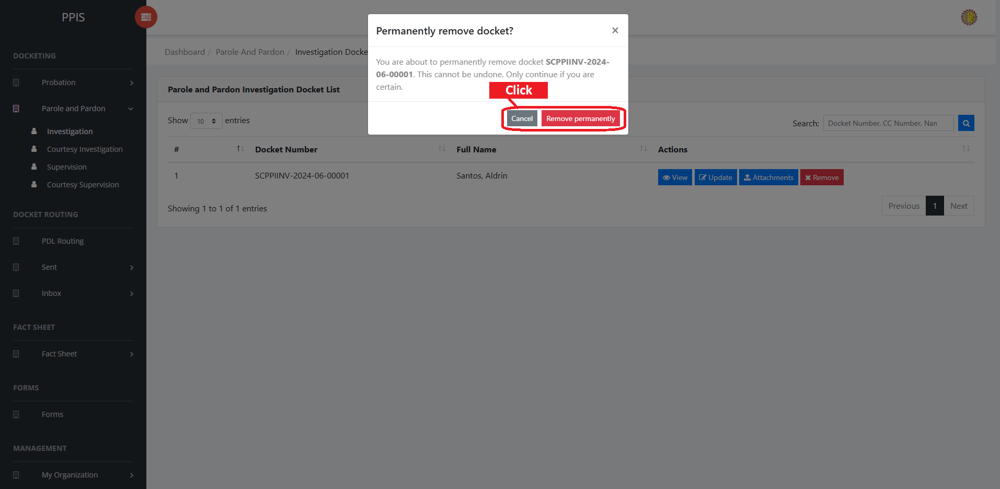 PPIS
DOCKETING
Probation
Parole and Pardon
Investigation
Courtesy Investigation
Supervision
Courtesy Supervision
DOCKET ROUTING
PDL Routing
Sent
Inbox
FACT SHEET
Fact Sheet
FORMS
Forms
MANAGEMENT
My Organization
Dashboard / Parole And Pardon / Investigation Docke
Permanently remove docket? ×
You are about to permanently remove docket SCPPIINV-2024-
06-00001. This cannot be undone. Only continue if you are
certain.
Click
Cancel Remove permanently
Parole and Pardon Investigation Docket List
Show 10 entries
Search: Docket Number, CC Number, Nan
# Docket Number Full Name Actions
1 SCPPIINV-2024-06-00001 Santos, Aldrin View Update Attachments Remove
Showing 1 to 1 of 1 entries
Previous 1 Next